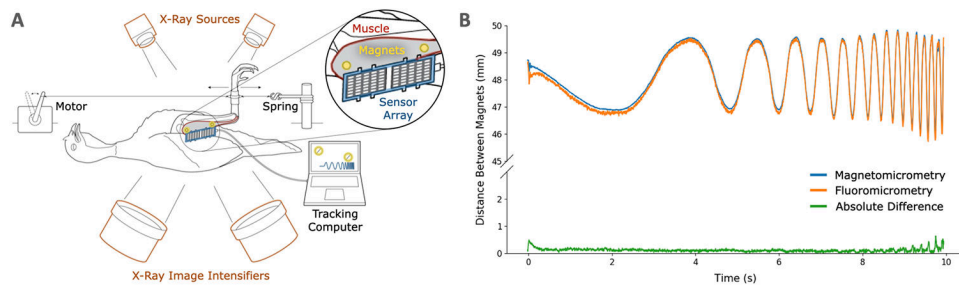 A
X-Ray Sources
Muscle
Magnets
Sensor
Array
Motor
Spring
Tracking
Computer
X-Ray Image Intensifiers
B
Distance Between Magnets (mm)
50
49
48
47
46
45
2
1
0
Magnetomicrometry
Fluoromicrometry
Absolute Difference
0 2 4 6 8 10
Time (s)